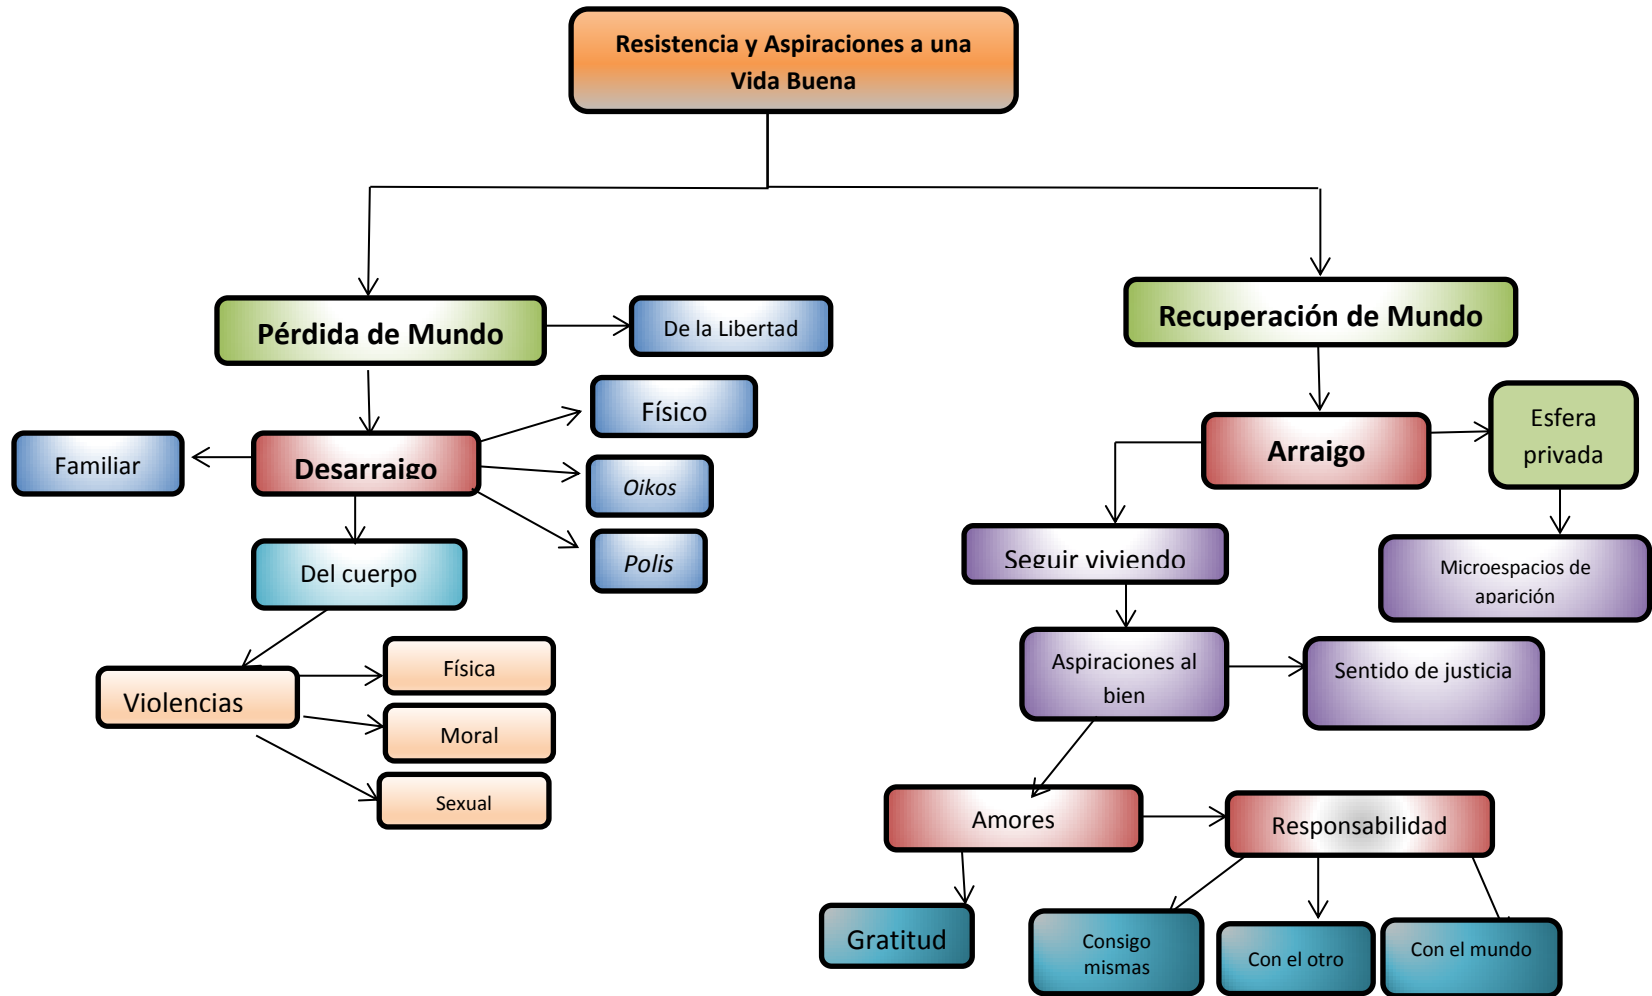 Resistencia y Aspiraciones a una
Vida Buena
Pérdida de Mundo
De la Libertad
Recuperación de Mundo
Físico
Familiar
Desarraigo
Oikos
Polis
Arraigo
Esfera
privada
Del cuerpo
Seguir viviendo
Microespacios de
aparición
Violencias
Física
Moral
Sexual
Aspiraciones al
bien
Sentido de justicia
Amores
Responsabilidad
Gratitud
Consigo
mismas
Con el otro
Con el mundo